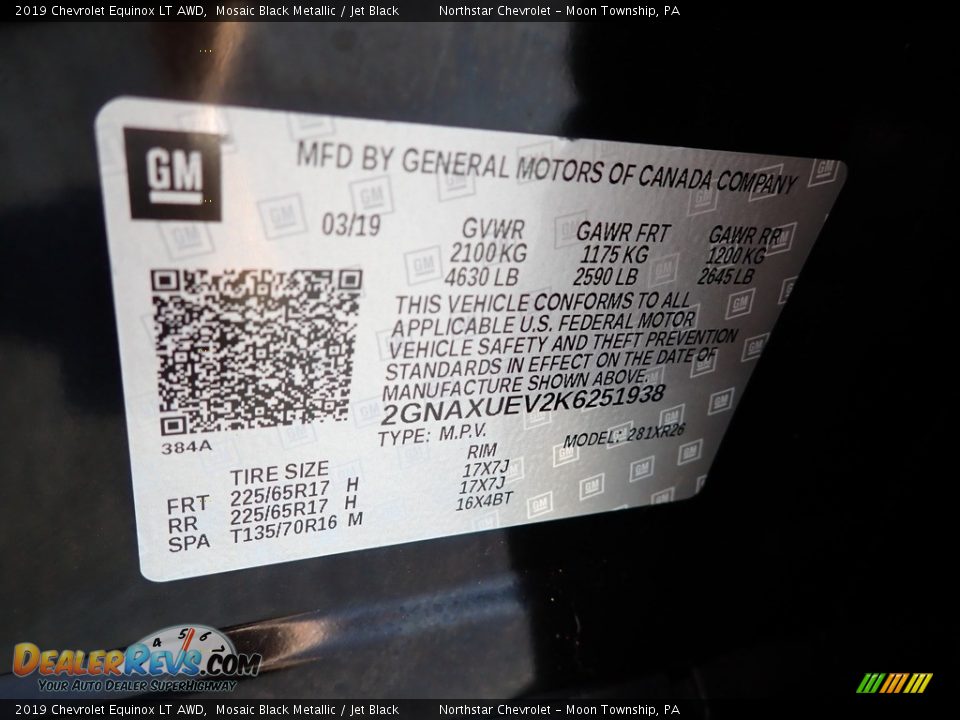 2019 Chevrolet Equinox LT AWD, Mosaic Black Metallic / Jet Black Northstar Chevrolet - Moon Township, PA
GM
MFD BY GENERAL MOTORS OF CANADA COMPANY
03/19 GVWR GAWR FRT GAWR RR
2100 KG 1175 KG 1200 KG
4630 LB 2590 LB 2645 LB
THIS VEHICLE CONFORMS TO ALL
APPLICABLE U.S. FEDERAL MOTOR
VEHICLE SAFETY AND THEFT PREVENTION
STANDARDS IN EFFECT ON THE DATE OF
MANUFACTURE SHOWN ABOVE.
2GNAXUEV2K6251938
384A TYPE: M.P.V. MODEL: 281XR26
TIRE SIZE RIM
FRT 225/65R17 H 17X7J
RR 225/65R17 H 17X7J
SPA T135/70R16 M 16X4BT
4 5 6
DEALERREVS.COM
YOUR AUTO DEALER SUPERHIGHWAY
2019 Chevrolet Equinox LT AWD, Mosaic Black Metallic / Jet Black Northstar Chevrolet - Moon Township, PA